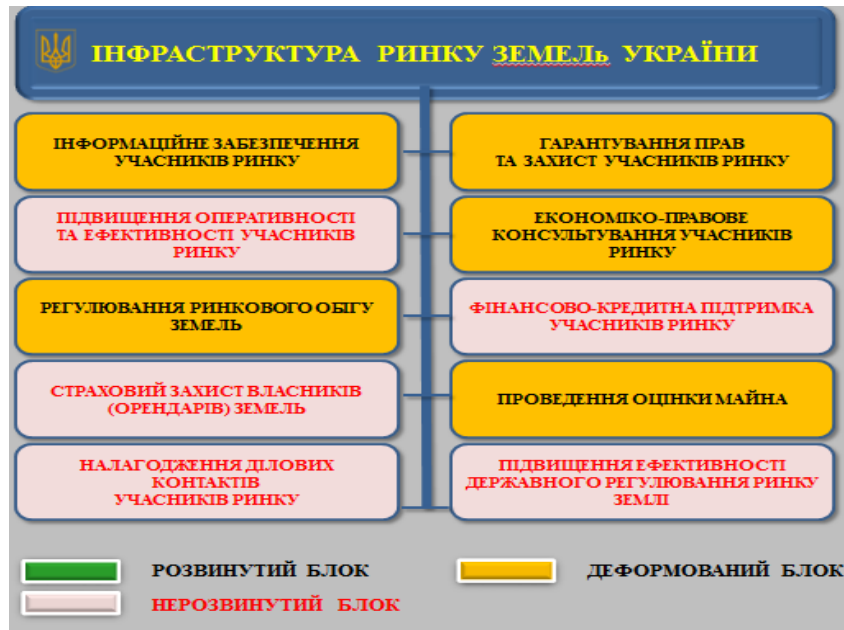 ІНФРАСТРУКТУРА РИНКУ ЗЕМЕЛЬ УКРАЇНИ
ІНФОРМАЦІЙНЕ ЗАБЕЗПЕЧЕННЯ
УЧАСНИКІВ РИНКУ
ГАРАНТУВАННЯ ПРАВ
ТА ЗАХИСТ УЧАСНИКІВ РИНКУ
ПІДВИЩЕННЯ ОПЕРАТИВНОСТІ
ТА ЕФЕКТИВНОСТІ УЧАСНИКІВ
РИНКУ
ЕКОНОМІКО-ПРАВОВЕ
КОНСУЛЬТУВАННЯ УЧАСНИКІВ
РИНКУ
РЕГУЛЮВАННЯ РИНКОВОГО ОБІГУ
ЗЕМЕЛЬ
ФІНАНСОВО-КРЕДИТНА ПІДТРИМКА
УЧАСНИКІВ РИНКУ
СТРАХОВИЙ ЗАХИСТ ВЛАСНИКІВ
(ОРЕНДАРІВ) ЗЕМЕЛЬ
ПРОВЕДЕННЯ ОЦІНКИ МАЙНА
НАЛАГОДЖЕННЯ ДІЛОВИХ
КОНТАКТІВ
УЧАСНИКІВ РИНКУ
ПІДВИЩЕННЯ ЕФЕКТИВНОСТІ
ДЕРЖАВНОГО РЕГУЛЮВАННЯ РИНКУ
ЗЕМЛІ
РОЗВИНУТИЙ БЛОК
ДЕФОРМОВАНИЙ БЛОК
НЕРОЗВИНУТИЙ БЛОК